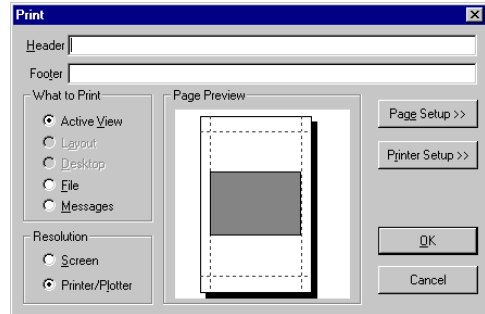 Print
Header
Footer
What to Print
Active View
Layout
Desktop
File
Messages
Resolution
Screen
Printer/Plotter
Page Preview
Page Setup >>
Printer Setup >>
OK
Cancel